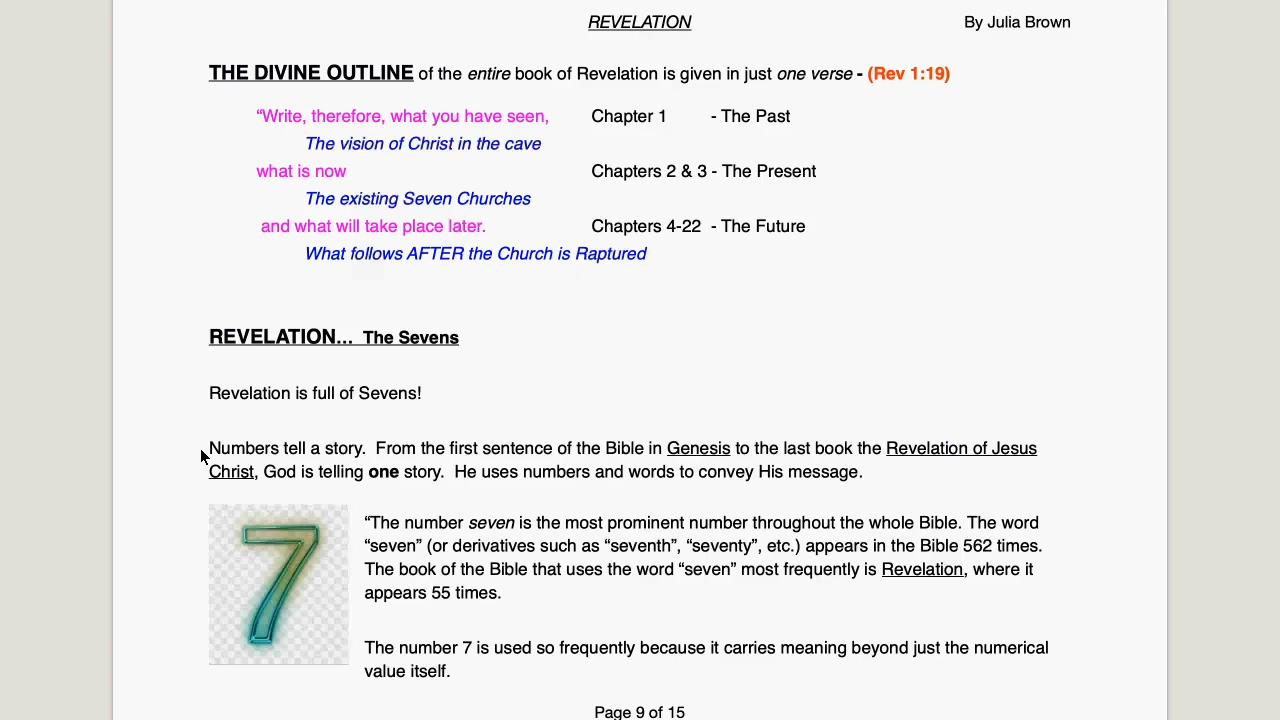 REVELATION By Julia Brown
THE DIVINE OUTLINE of the entire book of Revelation is given in just one verse - (Rev 1:19)
“Write, therefore, what you have seen, Chapter 1 - The Past
The vision of Christ in the cave
what is now Chapters 2 & 3 - The Present
The existing Seven Churches
and what will take place later. Chapters 4-22 - The Future
What follows AFTER the Church is Raptured
REVELATION... The Sevens
Revelation is full of Sevens!
Numbers tell a story. From the first sentence of the Bible in Genesis to the last book the Revelation of Jesus
Christ, God is telling one story. He uses numbers and words to convey His message.
7
“The number seven is the most prominent number throughout the whole Bible. The word
“seven” (or derivatives such as “seventh”, “seventy”, etc.) appears in the Bible 562 times.
The book of the Bible that uses the word “seven” most frequently is Revelation, where it
appears 55 times.
The number 7 is used so frequently because it carries meaning beyond just the numerical
value itself.
Page 9 of 15